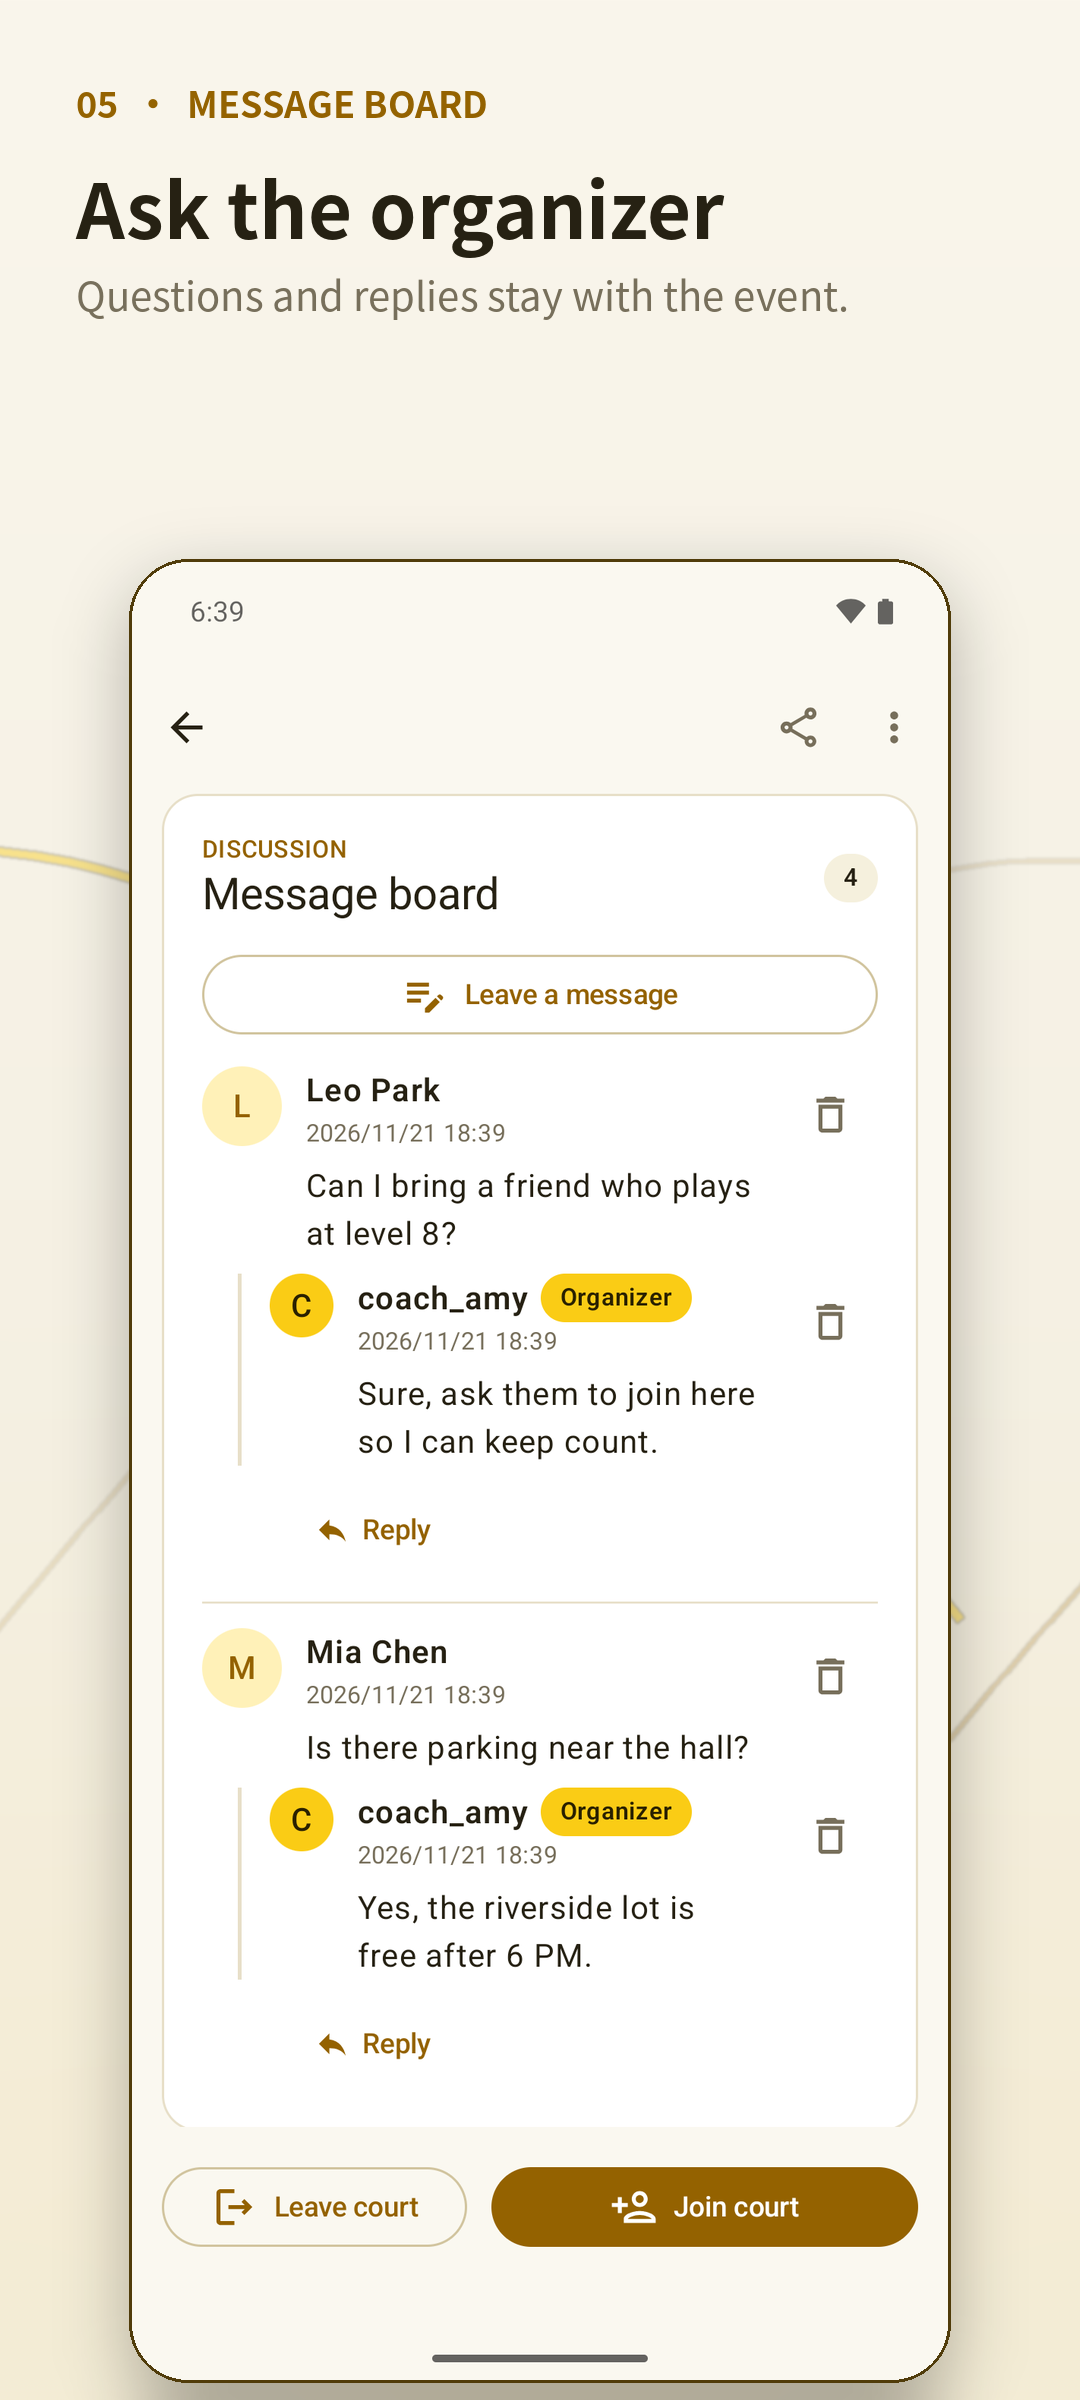 05 • MESSAGE BOARD
Ask the organizer
Questions and replies stay with the event.
6:39
DISCUSSION
Message board
4
Leave a message
L
Leo Park
2026/11/21 18:39
Can I bring a friend who plays
at level 8?
C
coach_amy Organizer
2026/11/21 18:39
Sure, ask them to join here
so I can keep count.
Reply
M
Mia Chen
2026/11/21 18:39
Is there parking near the hall?
C
coach_amy Organizer
2026/11/21 18:39
Yes, the riverside lot is
free after 6 PM.
Reply
Leave court
Join court